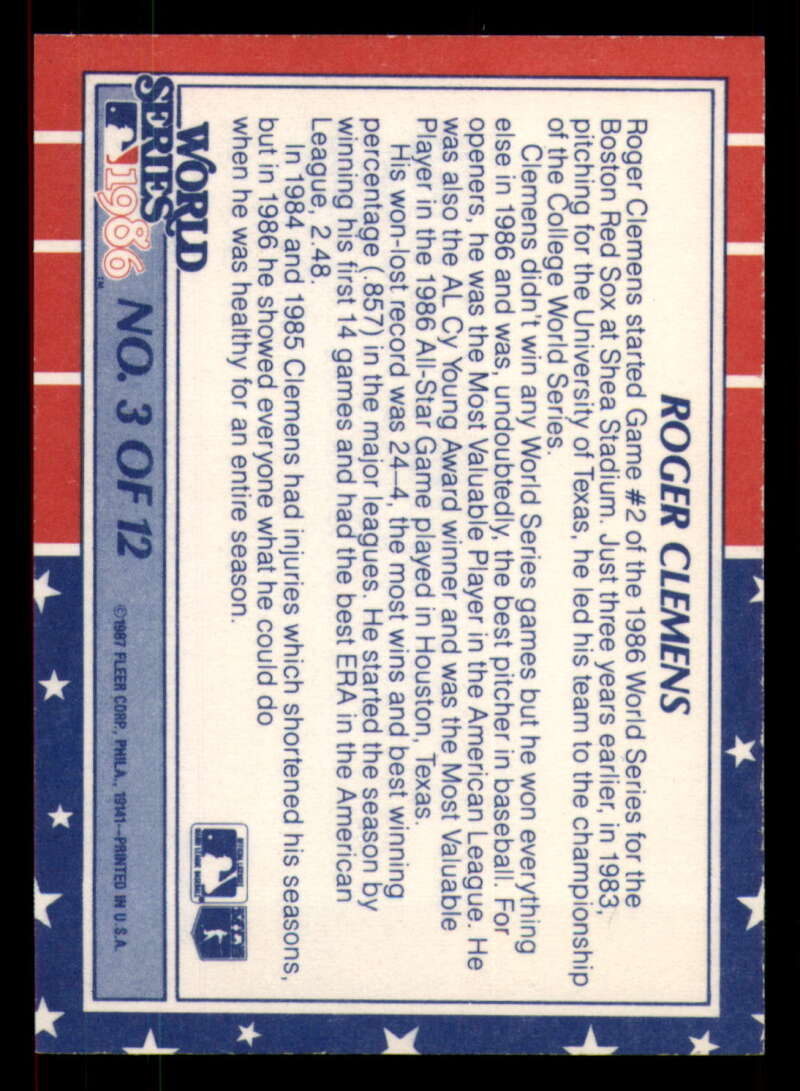 ROGER CLEMENS
Roger Clemens started Game #2 of the 1986 World Series for the
Boston Red Sox at Shea Stadium. Just three years earlier, in 1983,
pitching for the University of Texas, he led his team to the championship
of the College World Series.
Clemens didn't win any World Series games but he won everything
else in 1986 and was, undoubtedly, the best pitcher in baseball. For
openers, he was the Most Valuable Player in the American League. He
was also the AL Cy Young Award winner and was the Most Valuable
Player in the 1986 All-Star Game played in Houston, Texas.
His won-lost record was 24-4, the most wins and best winning
percentage (.857) in the major leagues. He started the season by
winning his first 14 games and had the best ERA in the American
League, 2.48.
In 1984 and 1985 Clemens had injuries which shortened his seasons,
but in 1986 he showed everyone what he could do
when he was healthy for an entire season.
WORLD
SERIES
1986
NO. 3 OF 12
©1987 FLEER CORP., PHILA., 19141—PRINTED IN U.S.A.